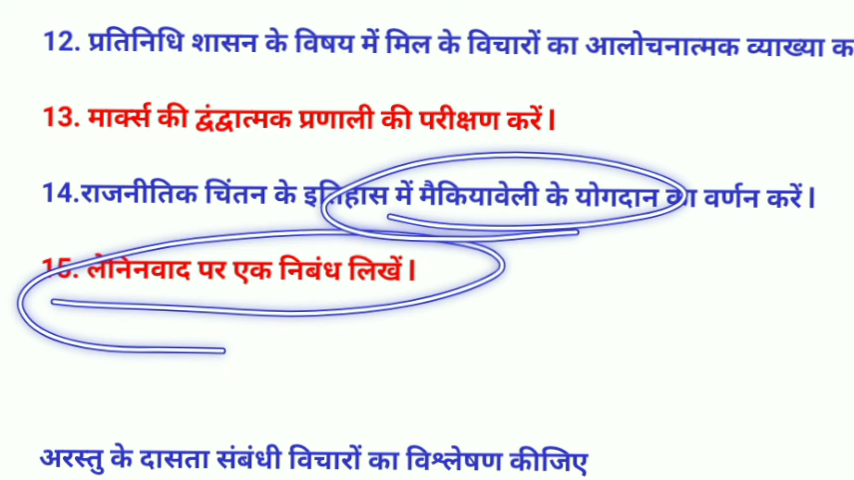 12. प्रतिनिधि शासन के विषय में मिल के विचारों का आलोचनात्मक व्याख्या क
13. मार्क्स की द्वंद्वात्मक प्रणाली की परीक्षण करें।
14.राजनीतिक चिंतन के इतिहास में मैकियावेली के योगदान का वर्णन करें।
15. लेनिनवाद पर एक निबंध लिखें।
अरस्तु के दासता संबंधी विचारों का विश्लेषण कीजिए